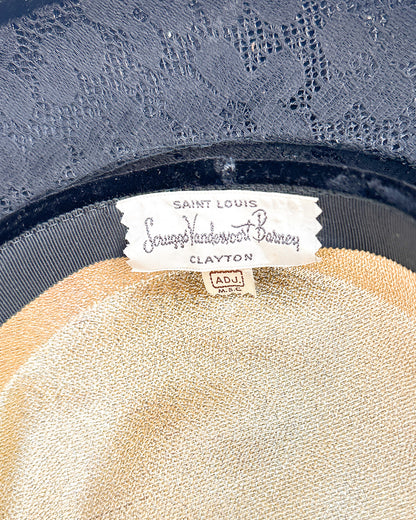 SAINT LOUIS
Scruggs Vandervoort Barney
CLAYTON
ADJ.
M.S.C